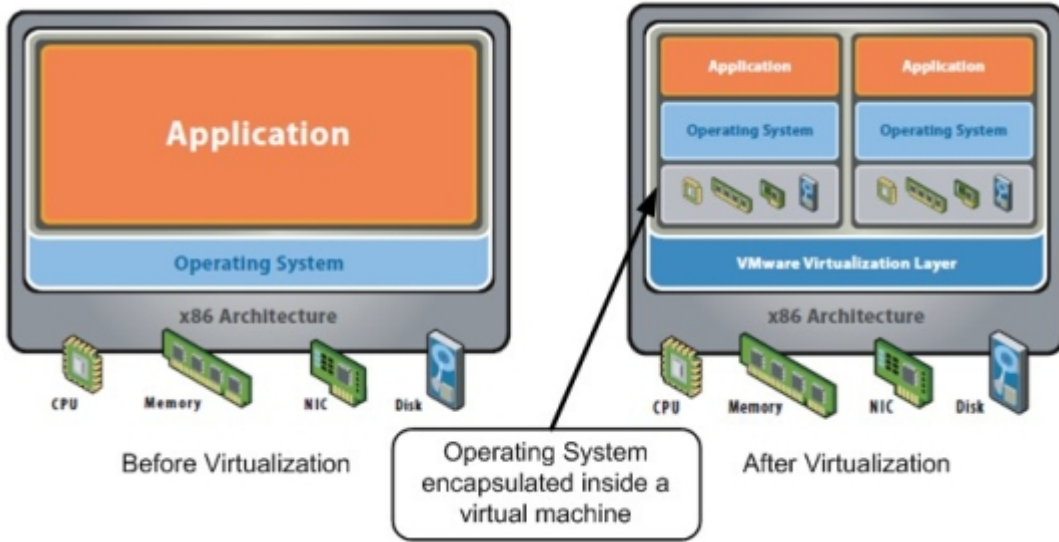 Application
Operating System
x86 Architecture
CPU
Memory
NIC
Disk
Before Virtualization
Application
Application
Operating System
Operating System
VMware Virtualization Layer
x86 Architecture
CPU
Memory
NIC
Disk
After Virtualization
Operating System
encapsulated inside a
virtual machine